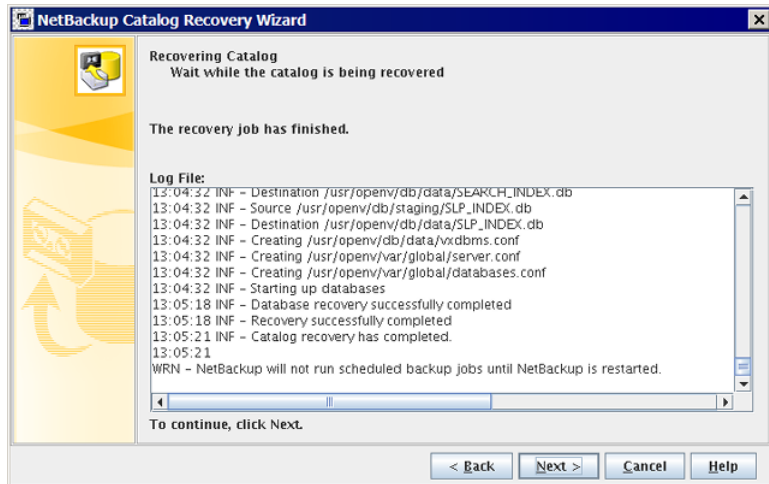 NetBackup Catalog Recovery Wizard
Recovering Catalog
Wait while the catalog is being recovered
The recovery job has finished.
Log File:
13:04:32 INF – Destination /usr/openv/db/data/SEARCH_INDEX.db
13:04:32 INF – Source /usr/openv/db/staging/SLP_INDEX.db
13:04:32 INF – Destination /usr/openv/db/data/SLP_INDEX.db
13:04:32 INF – Creating /usr/openv/db/data/vxdbms.conf
13:04:32 INF – Creating /usr/openv/var/global/server.conf
13:04:32 INF – Creating /usr/openv/var/global/databases.conf
13:04:32 INF – Starting up databases
13:05:18 INF – Database recovery successfully completed
13:05:18 INF – Recovery successfully completed
13:05:21 INF – Catalog recovery has completed.
13:05:21
WRN – NetBackup will not run scheduled backup jobs until NetBackup is restarted.
To continue, click Next.
< Back Next > Cancel Help